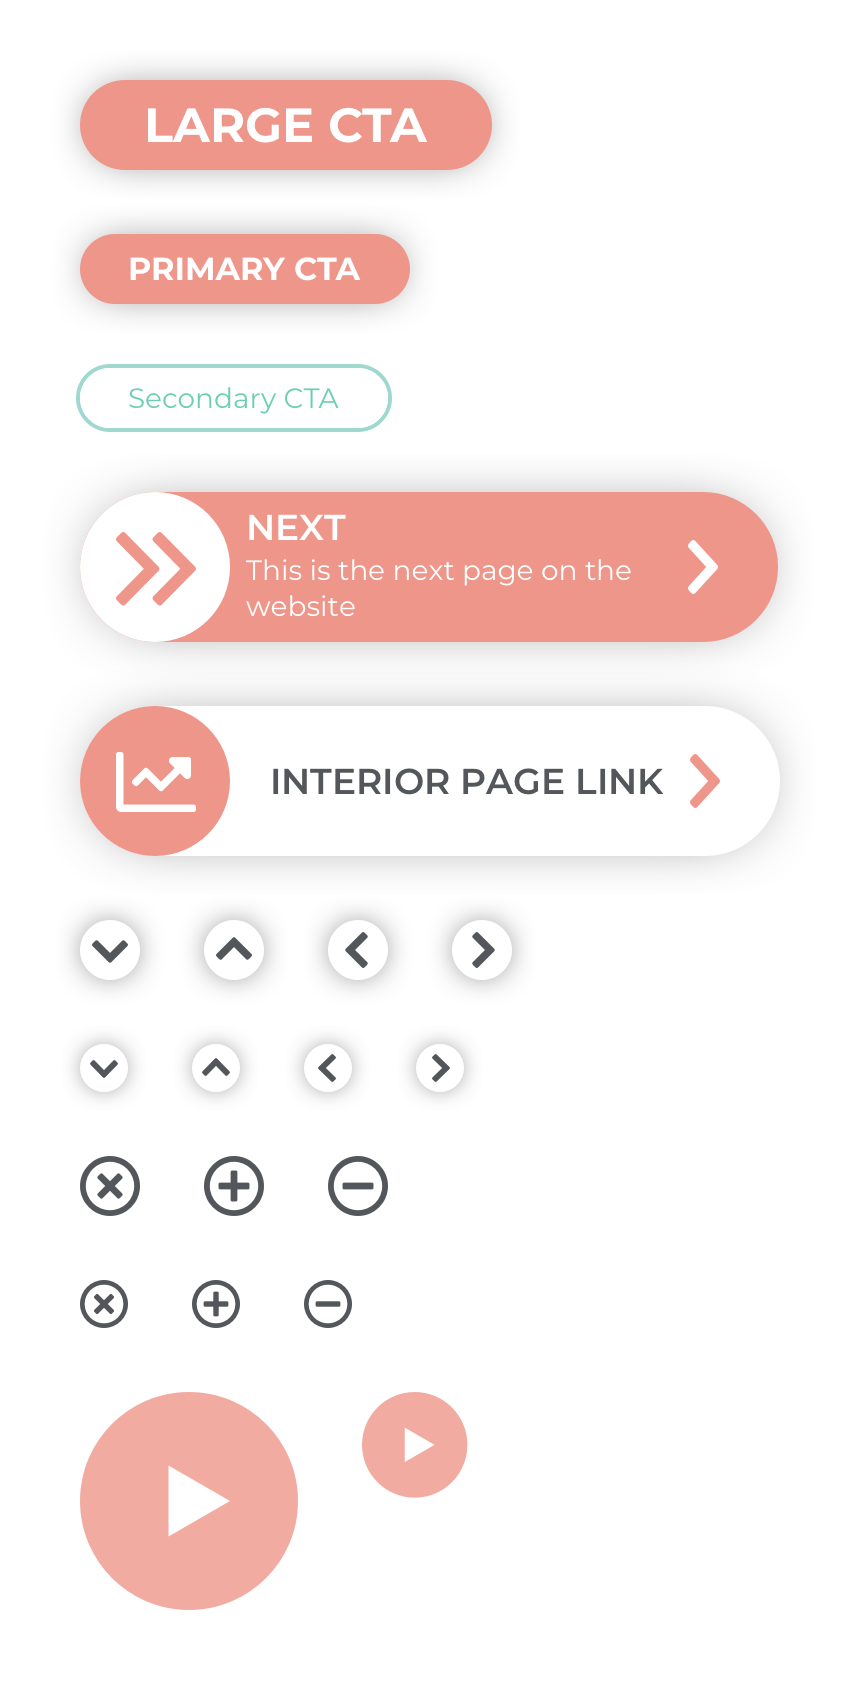 LARGE CTA
PRIMARY CTA
Secondary CTA
NEXT
This is the next page on the
website
INTERIOR PAGE LINK